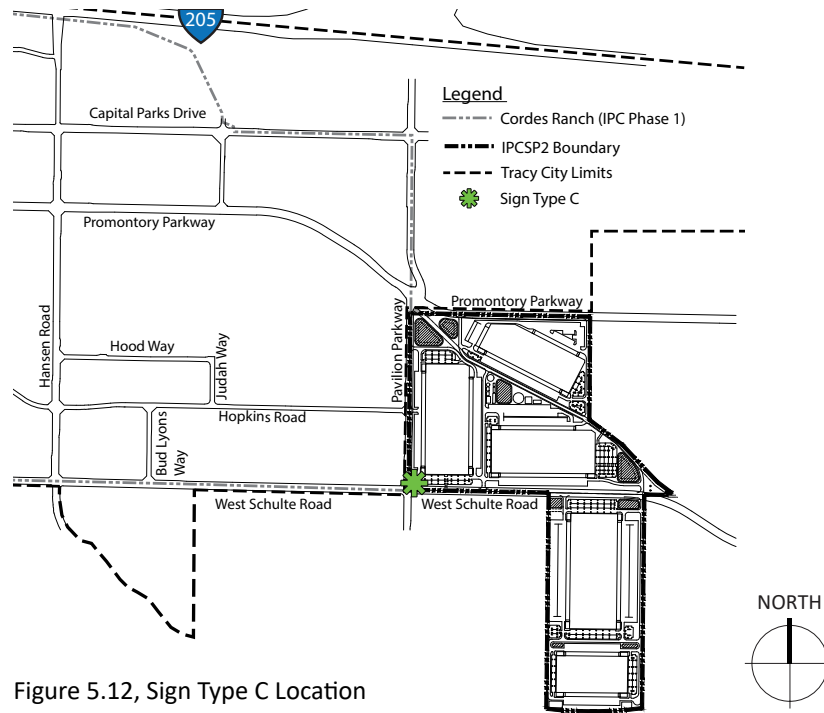 205
Legend
Capital Parks Drive
Cordes Ranch (IPC Phase 1)
IPCSP2 Boundary
Tracy City Limits
Sign Type C
Promontory Parkway
Promontory Parkway
Hansen Road
Hood Way
Judah Way
Pavilion Parkway
Hopkins Road
Bud Lyons
Way
West Schulte Road
West Schulte Road
NORTH
Figure 5.12, Sign Type C Location